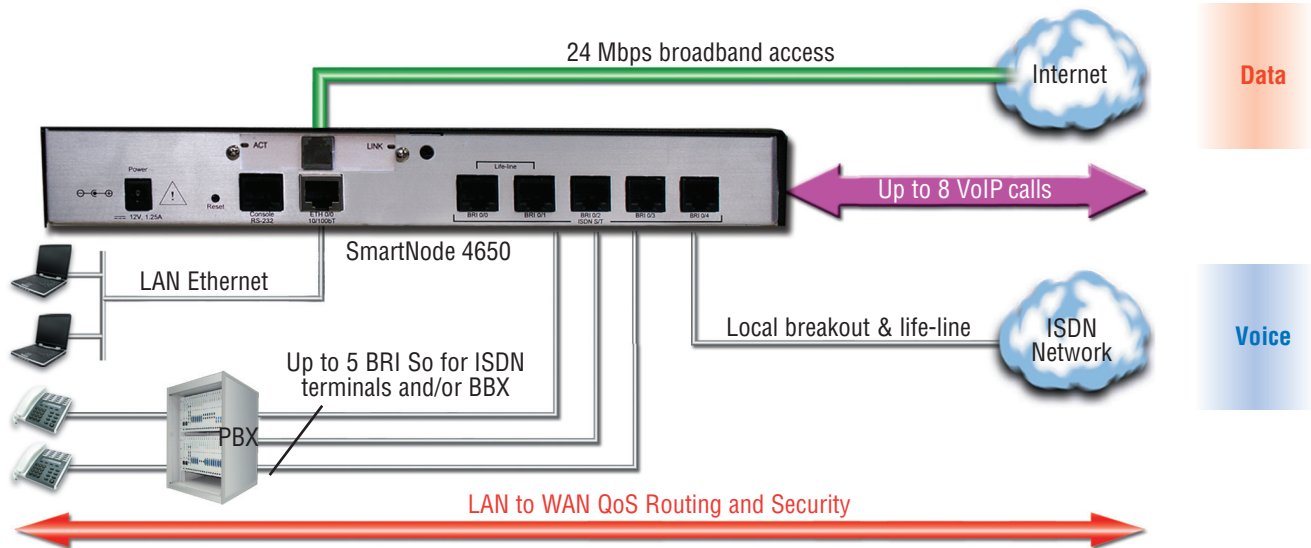 24 Mbps broadband access
Internet
Data
ACT
LINK
Power
Life-line
Up to 8 VoIP calls
Reset
12V, 1.25A
Console
RS-232
ETH 0/0
10/100bT
BRI 0/0
BRI 0/1
BRI 0/2
BRI 0/3
BRI 0/4
ISDN S/T
SmartNode 4650
LAN Ethernet
Local breakout & life-line
ISDN
Network
Voice
Up to 5 BRI So for ISDN
terminals and/or BBX
PBX
LAN to WAN QoS Routing and Security